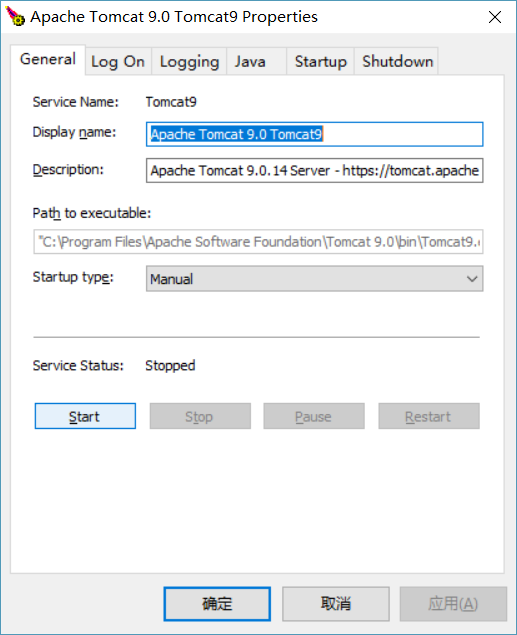 Apache Tomcat 9.0 Tomcat9 Properties
General Log On Logging Java Startup Shutdown
Service Name: Tomcat9
Display name: Apache Tomcat 9.0 Tomcat9
Description: Apache Tomcat 9.0.14 Server - https://tomcat.apache
Path to executable:
"C:\Program Files\Apache Software Foundation\Tomcat 9.0\bin\Tomcat9.
Startup type: Manual
Service Status: Stopped
Start Stop Pause Restart
确定 取消 应用(A)